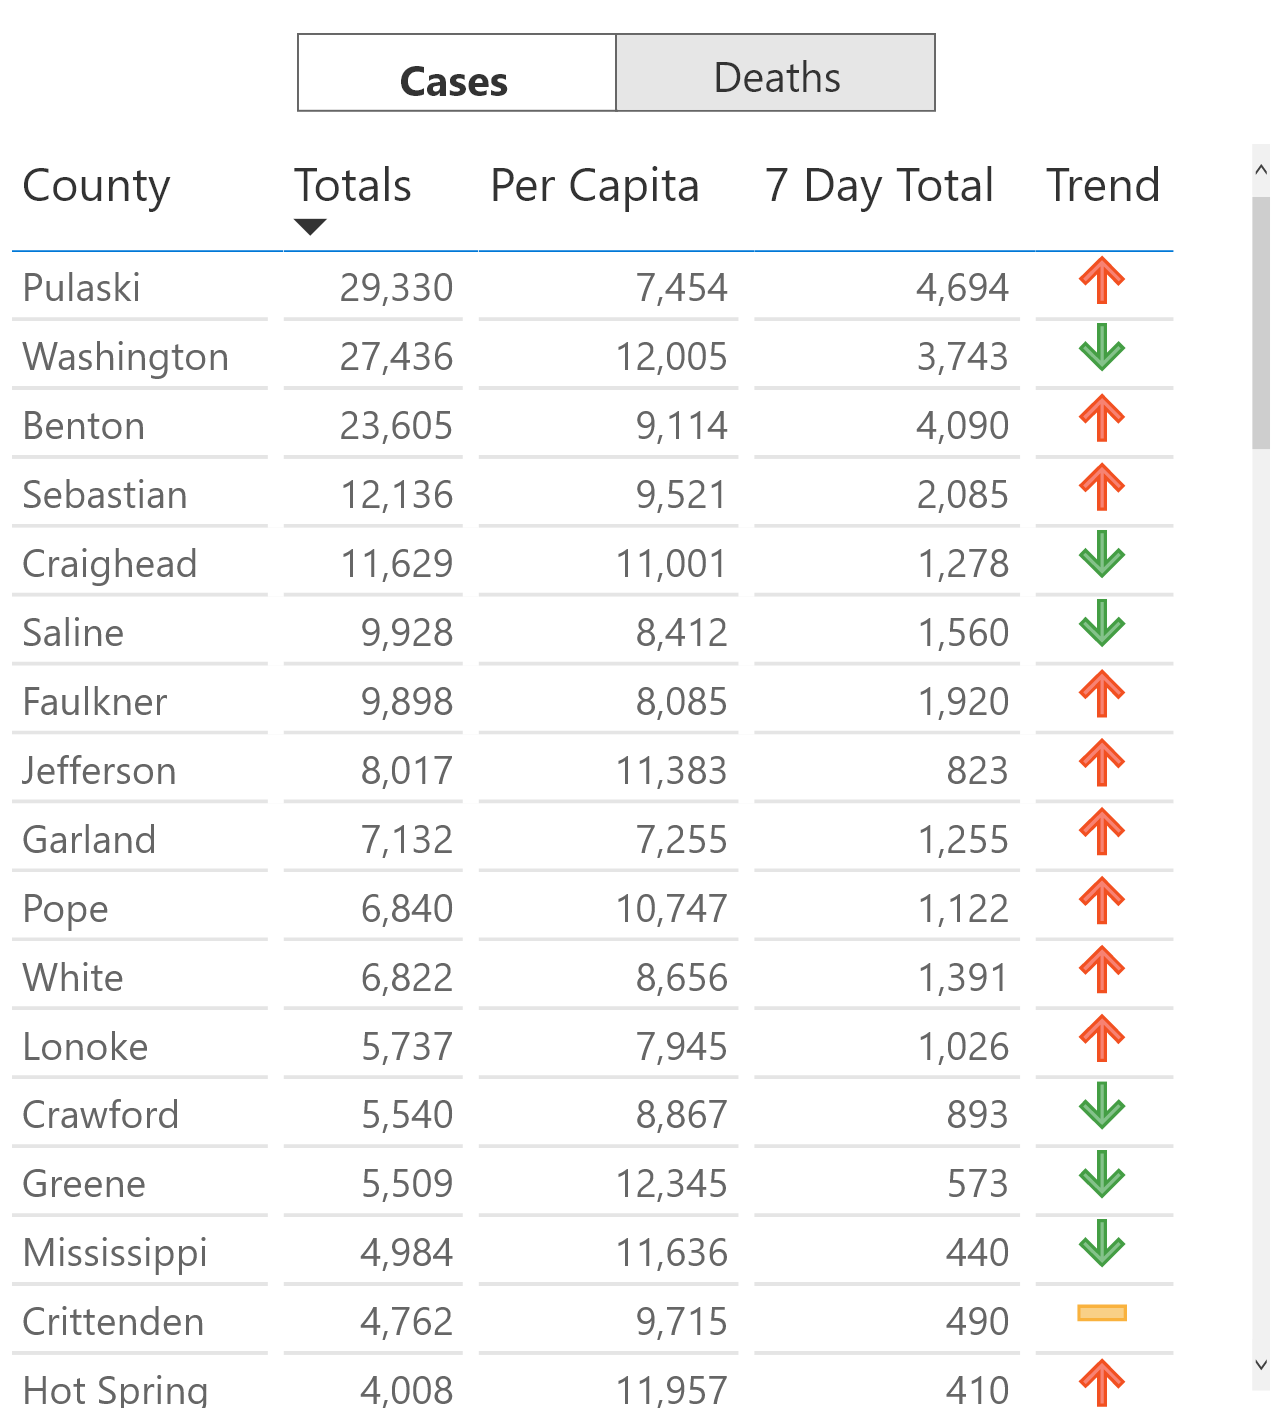 Cases Deaths
County Totals Per Capita 7 Day Total Trend
Pulaski 29,330 7,454 4,694
Washington 27,436 12,005 3,743
Benton 23,605 9,114 4,090
Sebastian 12,136 9,521 2,085
Craighead 11,629 11,001 1,278
Saline 9,928 8,412 1,560
Faulkner 9,898 8,085 1,920
Jefferson 8,017 11,383 823
Garland 7,132 7,255 1,255
Pope 6,840 10,747 1,122
White 6,822 8,656 1,391
Lonoke 5,737 7,945 1,026
Crawford 5,540 8,867 893
Greene 5,509 12,345 573
Mississippi 4,984 11,636 440
Crittenden 4,762 9,715 490
Hot Spring 4,008 11,957 410